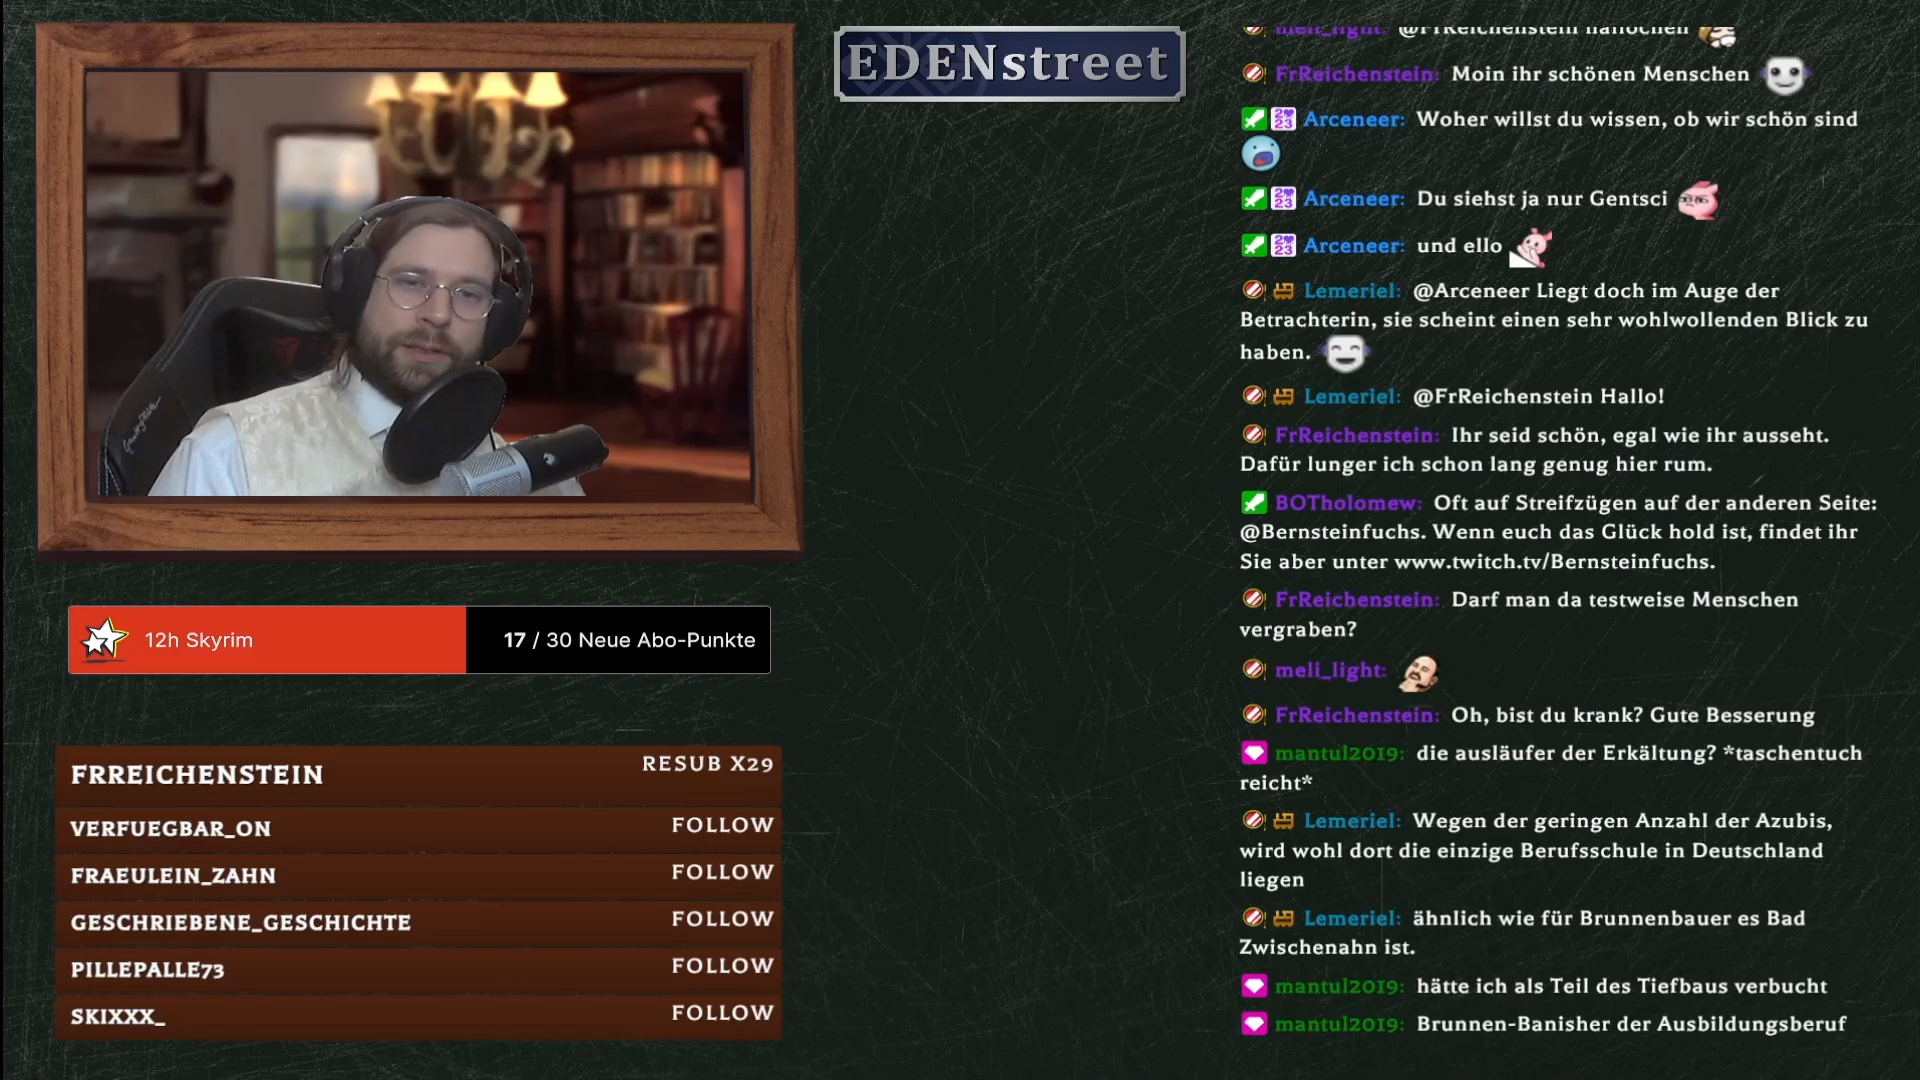 EDENstreet
meli_light: @FrReichenstein hallöchen
FrReichenstein: Moin ihr schönen Menschen
Arceneer: Woher willst du wissen, ob wir schön sind
Arceneer: Du siehst ja nur Gentsci
Arceneer: und ello
Lemeriel: @Arceneer Liegt doch im Auge der
Betrachterin, sie scheint einen sehr wohlwollenden Blick zu
haben.
Lemeriel: @FrReichenstein Hallo!
FrReichenstein: Ihr seid schön, egal wie ihr ausseht.
Dafür lunger ich schon lang genug hier rum.
BOTholomew: Oft auf Streifzügen auf der anderen Seite:
@Bernsteinfuchs. Wenn euch das Glück hold ist, findet ihr
Sie aber unter www.twitch.tv/Bernsteinfuchs.
FrReichenstein: Darf man da testweise Menschen
vergraben?
meli_light:
FrReichenstein: Oh, bist du krank? Gute Besserung
mantul2019: die ausläufer der Erkältung? *taschentuch
reicht*
Lemeriel: Wegen der geringen Anzahl der Azubis,
wird wohl dort die einzige Berufsschule in Deutschland
liegen
Lemeriel: ähnlich wie für Brunnenbauer es Bad
Zwischenahn ist.
mantul2019: hätte ich als Teil des Tiefbaus verbucht
mantul2019: Brunnen-Banisher der Ausbildungsberuf
12h Skyrim 17 / 30 Neue Abo-Punkte
FRREICHENSTEIN RESUB X29
VERFUEGBAR_ON FOLLOW
FRAEULEIN_ZAHN FOLLOW
GESCHRIEBENE_GESCHICHTE FOLLOW
PILLEPALLE73 FOLLOW
SKIXXX_ FOLLOW